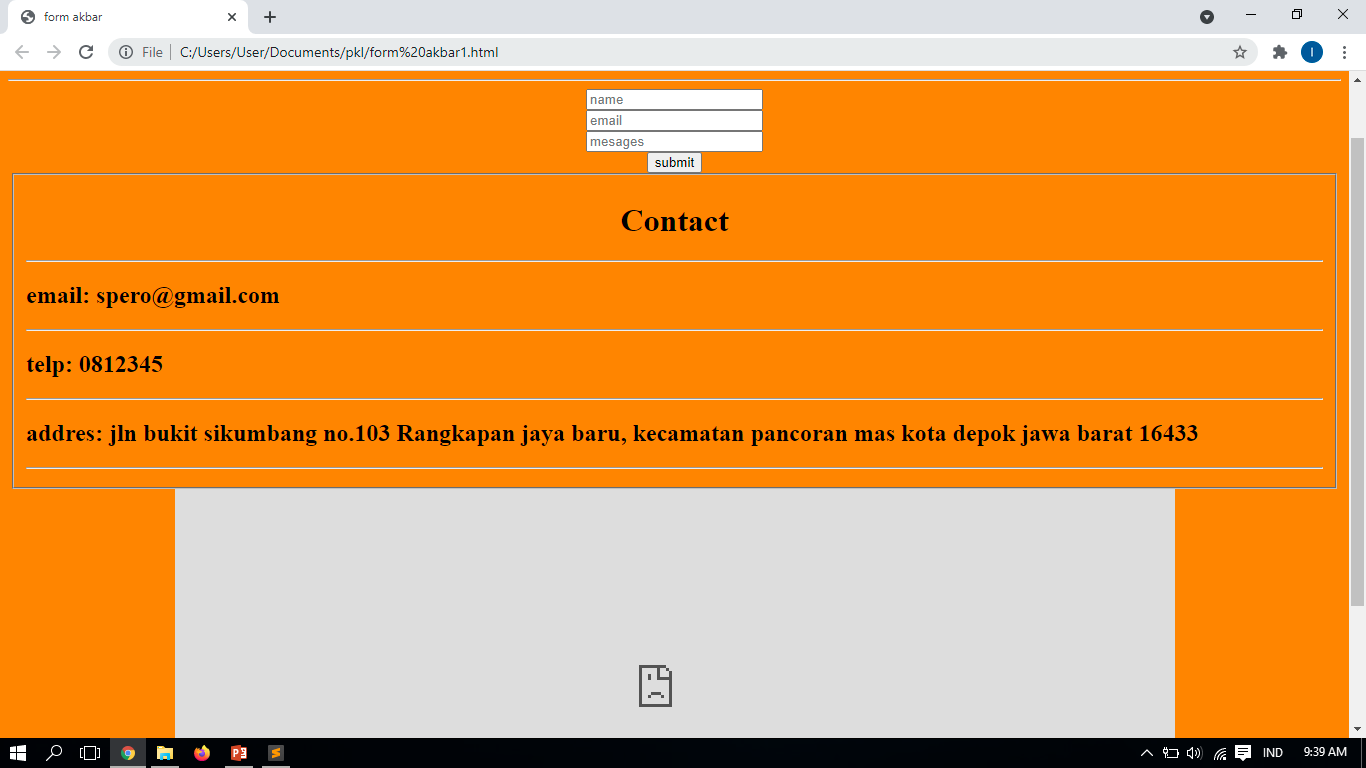 form akbar
File
C:/Users/User/Documents/pkl/form%20akbar1.html
I
name
email
mesages
submit
Contact
email: spero@gmail.com
telp: 0812345
addres: jln bukit sikumbang no.103 Rangkapan jaya baru, kecamatan pancoran mas kota depok jawa barat 16433
IND
9:39 AM